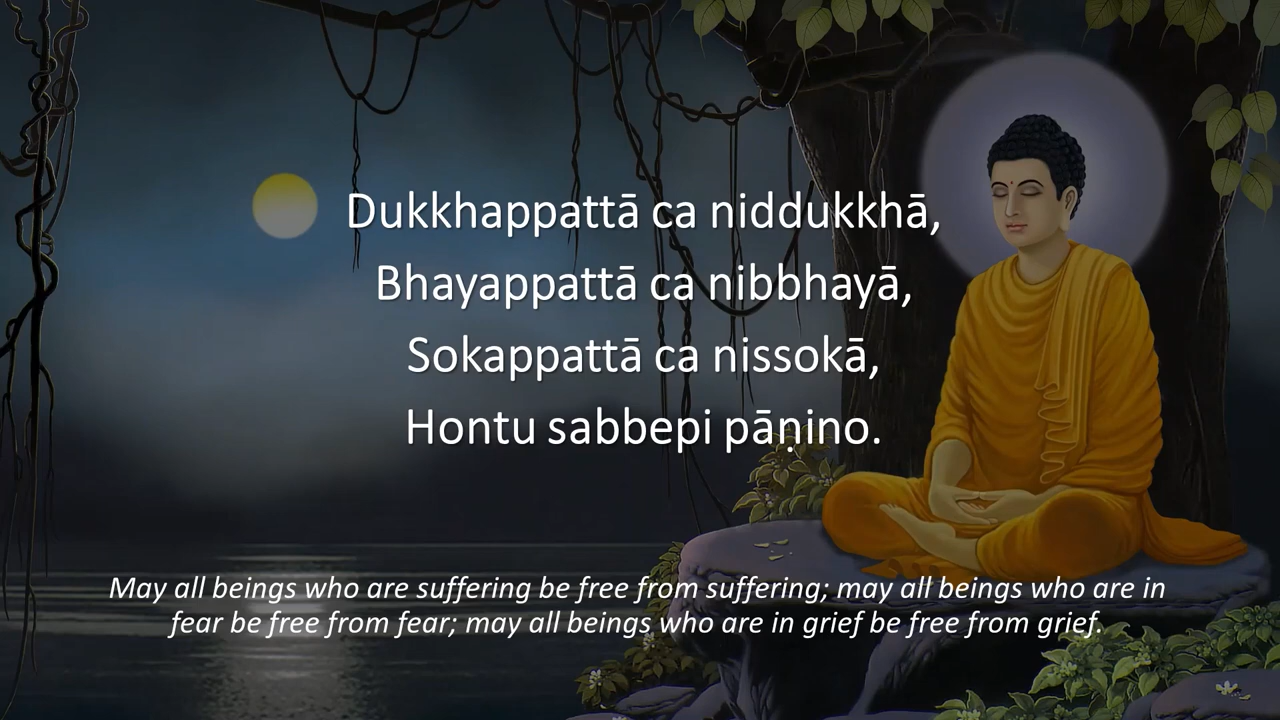 Dukkhappattā ca niddukkhā,
Bhayappattā ca nibbhayā,
Sokappattā ca nissokā,
Hontu sabbepi pāṇino.
May all beings who are suffering be free from suffering; may all beings who are in
fear be free from fear; may all beings who are in grief be free from grief.